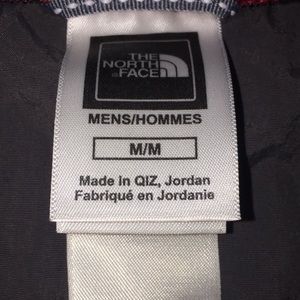 THE
NORTH
FACE
MENS/HOMMES
M/M
Made in QIZ, Jordan
Fabriqué en Jordanie